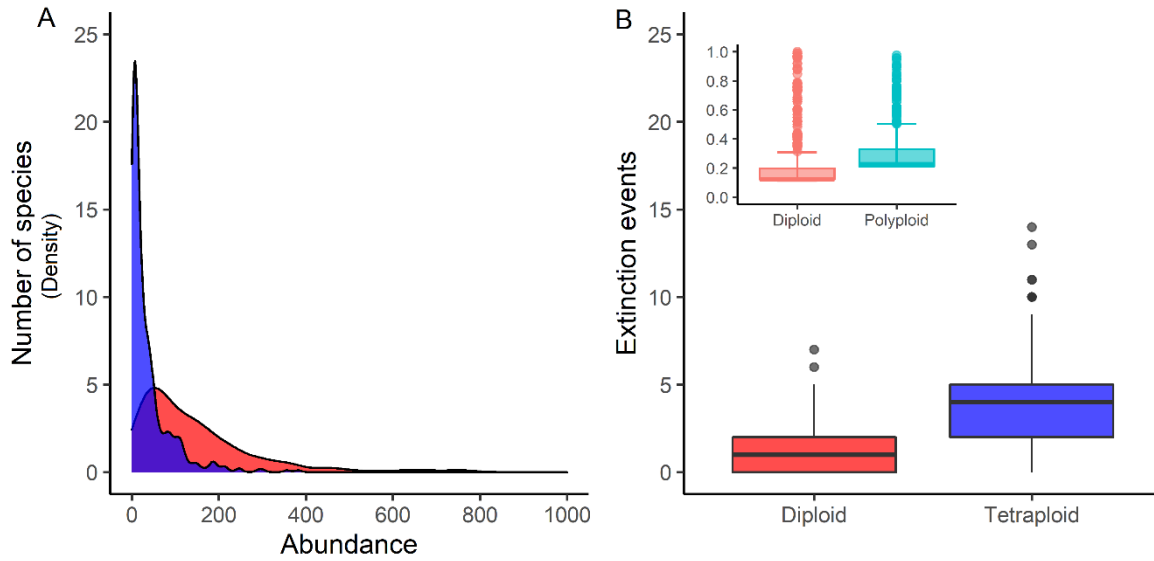 A
Number of species
(Density)
25
20
15
10
5
0
0 200 400 600 800 1000
Abundance
B
Extinction events
25
20
15
10
5
0
1.0
0.8
0.6
0.4
0.2
0.0
Diploid Polyploid
Diploid Tetraploid